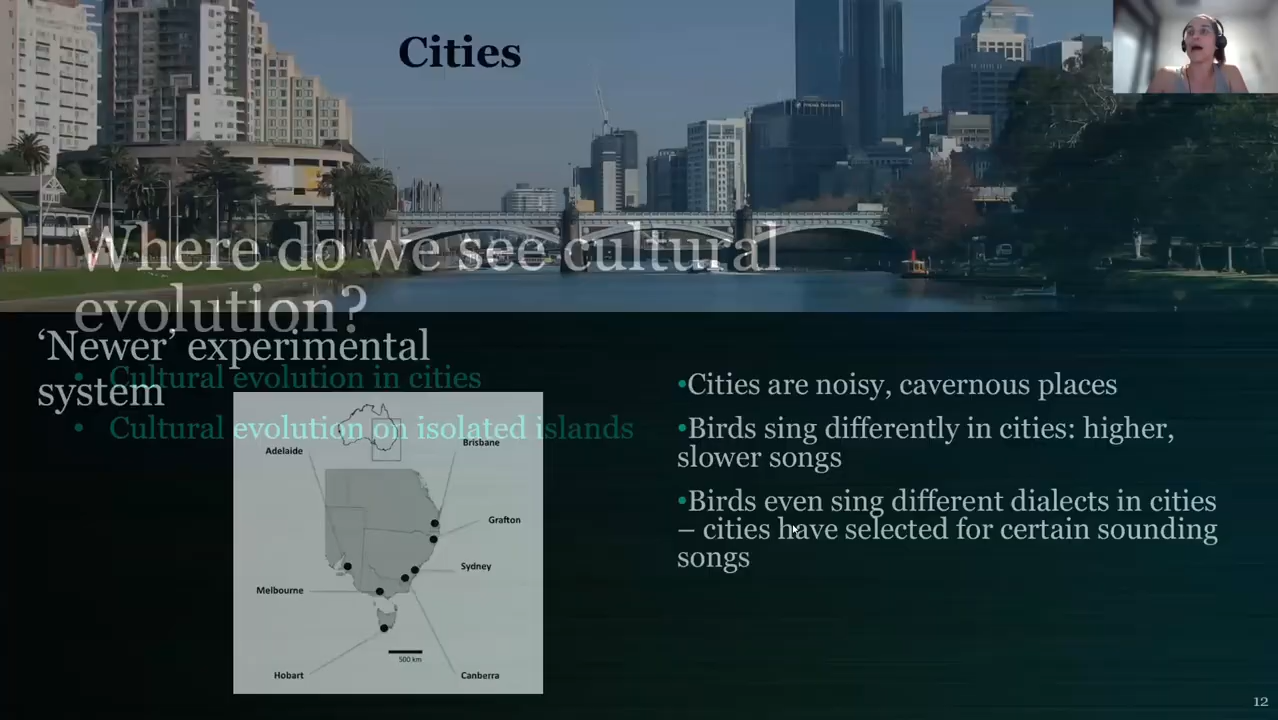 Cities
Where do we see cultural
evolution?
‘Newer’ experimental
system
• Cultural evolution in cities
• Cultural evolution on isolated islands
Adelaide
Brisbane
Grafton
Sydney
Melbourne
500 km
Hobart
Canberra
•Cities are noisy, cavernous places
•Birds sing differently in cities: higher,
slower songs
•Birds even sing different dialects in cities
– cities have selected for certain sounding
songs
12